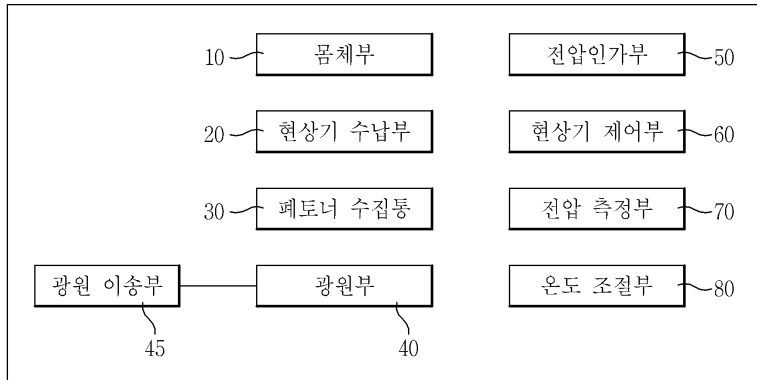 10 몸체부 전압인가부 50
20 현상기 수납부 현상기 제어부 60
30 폐토너 수집통 전압 측정부 70
광원 이송부 광원부 온도 조절부 80
45 40